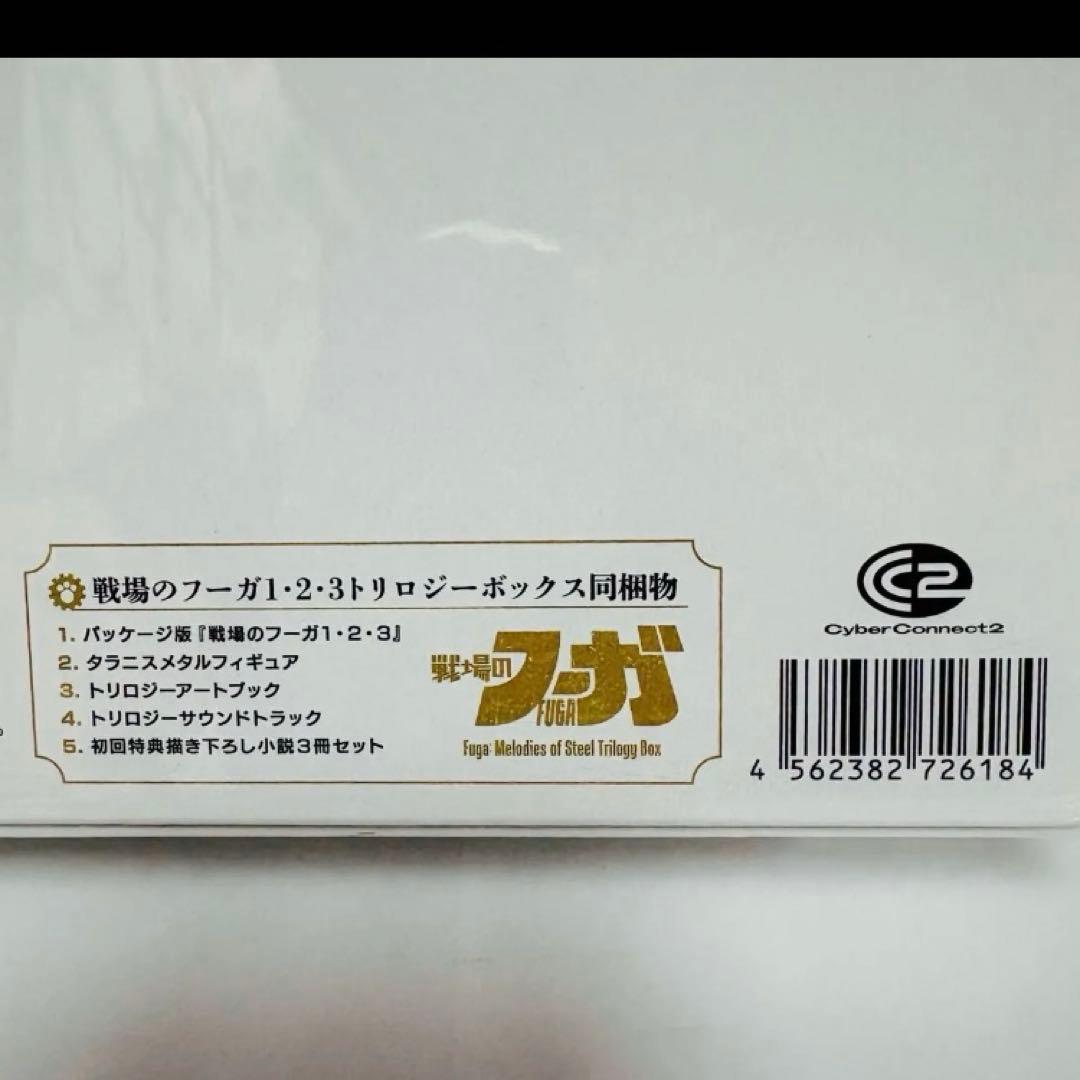 戦場のフーガ1・2・3トリロジーボックス同梱物
1. パッケージ版『戦場のフーガ1・2・3』
2. タラニスメタルフィギュア
3. トリロジーアートブック
4. トリロジーサウンドトラック
5. 初回特典描き下ろし小説3冊セット
戦場のフーガ
FUGA
Fuga: Melodies of Steel Trilogy Box
C2
CyberConnect2
4 562382 726184
。